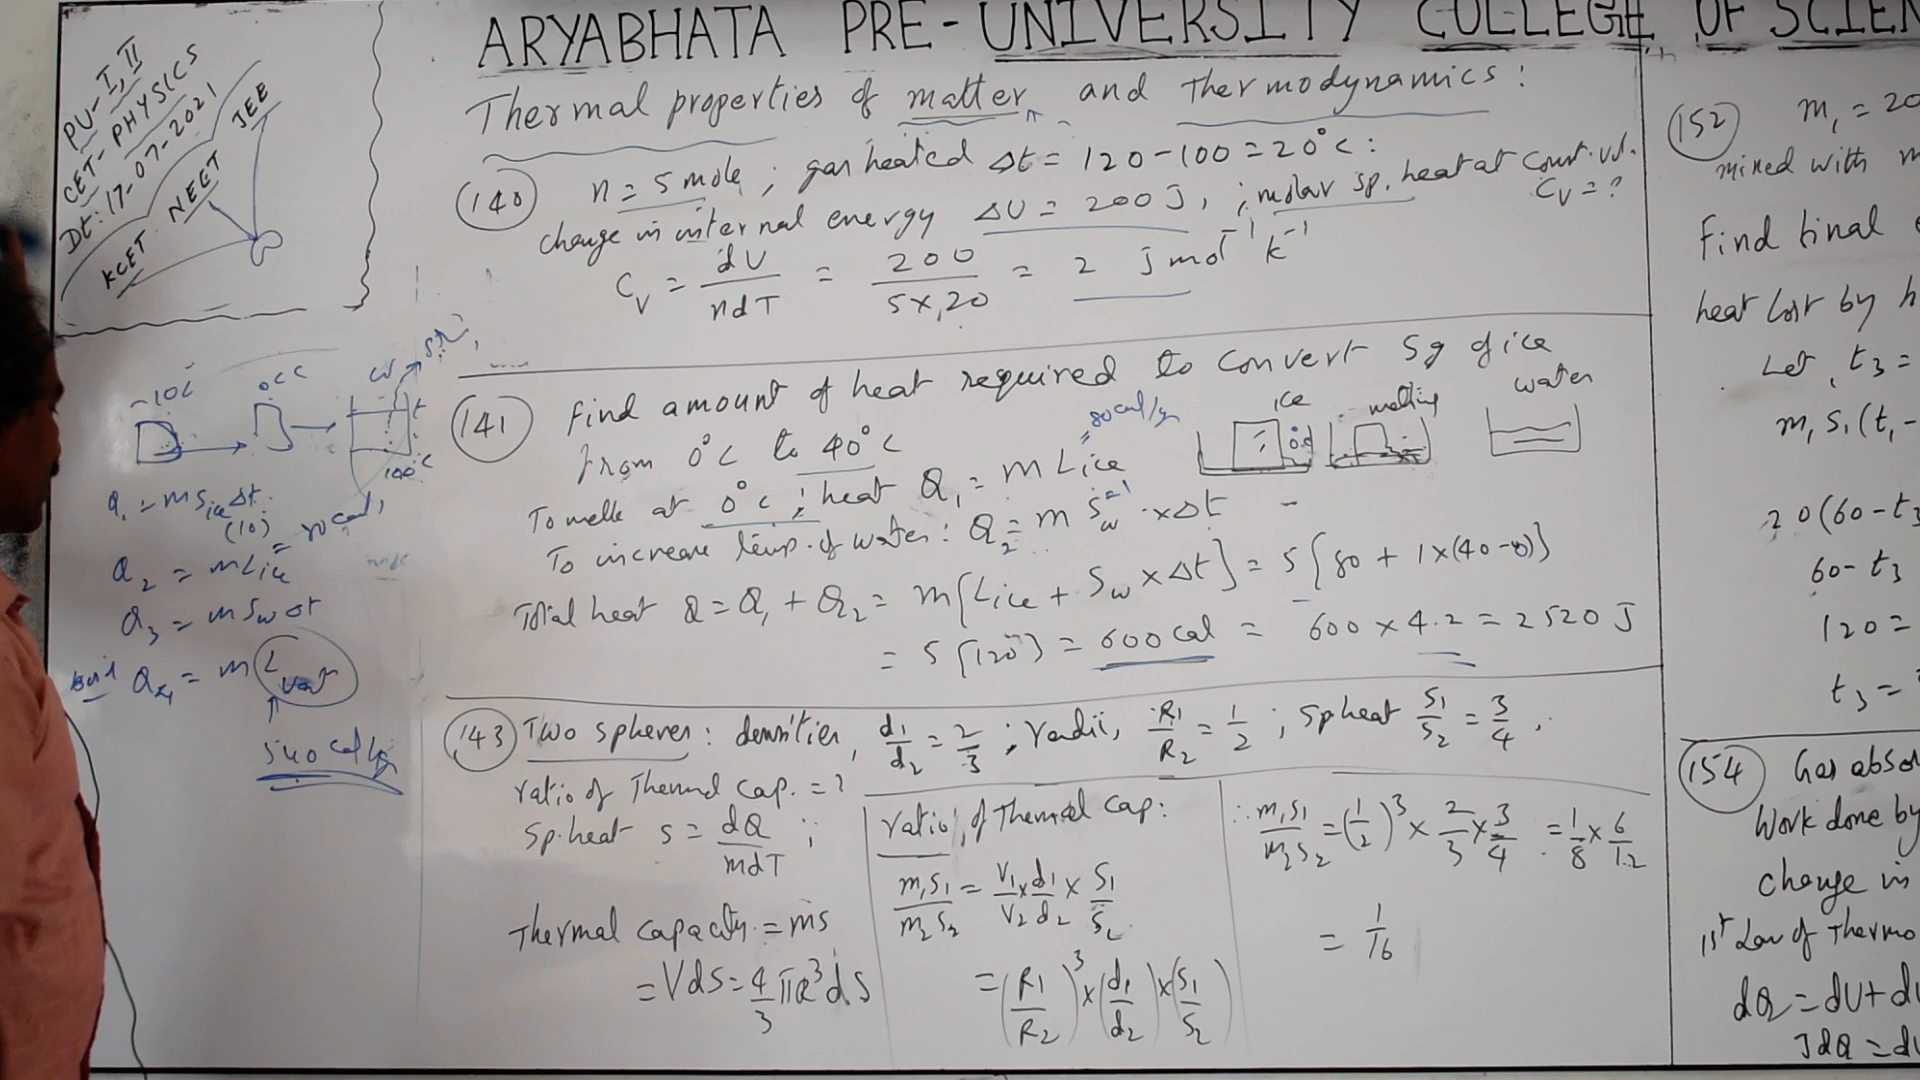 ARYABHATA PRE-UNIVERSITY COLLEGE OF SCIEN
PU-I, II
CET-PHYSICS
Dt: 17-07-2021
KCET NEET JEE
Thermal properties of matter and Thermodynamics:
(140) n = 5 mole; gas heated Δt = 120-100 = 20°C:
change in internal energy ΔU = 200 J, ; molar sp. heat at const. vol. Cv = ?
Cv = dU/ndT = 200/5×20 = 2 J mol⁻¹ k⁻¹
(141) Find amount of heat required to convert 5g of ice
from 0°C to 40°C
80 cal/gm
ice melting water
To melt at 0°C; heat Q₁ = m Lice
To increase temp. of water: Q₂ = m Sw × Δt
Total heat Q = Q₁ + Q₂ = m[Lice + Sw × Δt] = 5[80 + 1×(40-0)]
= 5[120] = 600 cal = 600 × 4.2 = 2520 J
-10C 0°C
100°C
Q₁ = m Sice Δt
(10)
Q₂ = m Lice = 80 cal
Q₃ = m Sw Δt
Q₄ = m L
540 cal/g
(143) Two spheres: densities, d₁/d₂ = 2/3; radii, R₁/R₂ = 1/2; Sp heat S₁/S₂ = 3/4,
ratio of Thermal Cap. = ?
Sp. heat s = dQ/mdT ;
Thermal capacity = ms
= Vds = 4/3 πR³ds
ratio of Thermal Cap:
m₁s₁/m₂s₂ = V₁/V₂ × d₁/d₂ × S₁/S₂
= (R₁/R₂)³ × (d₁/d₂) × (S₁/S₂)
∴ m₁s₁/m₂s₂ = (1/2)³ × 2/3 × 3/4 = 1/8 × 6/12
= 1/16
(152) m₁ = 20
mixed with m
Find final
heat lost by h
Let, t₃ =
m₁ S₁(t₁ -
20(60-t₃
60-t₃
120 =
t₃ =
(154) Gas absor
Work done by
change in
1st Law of Thermo
dQ = dU + d
JdQ = dU